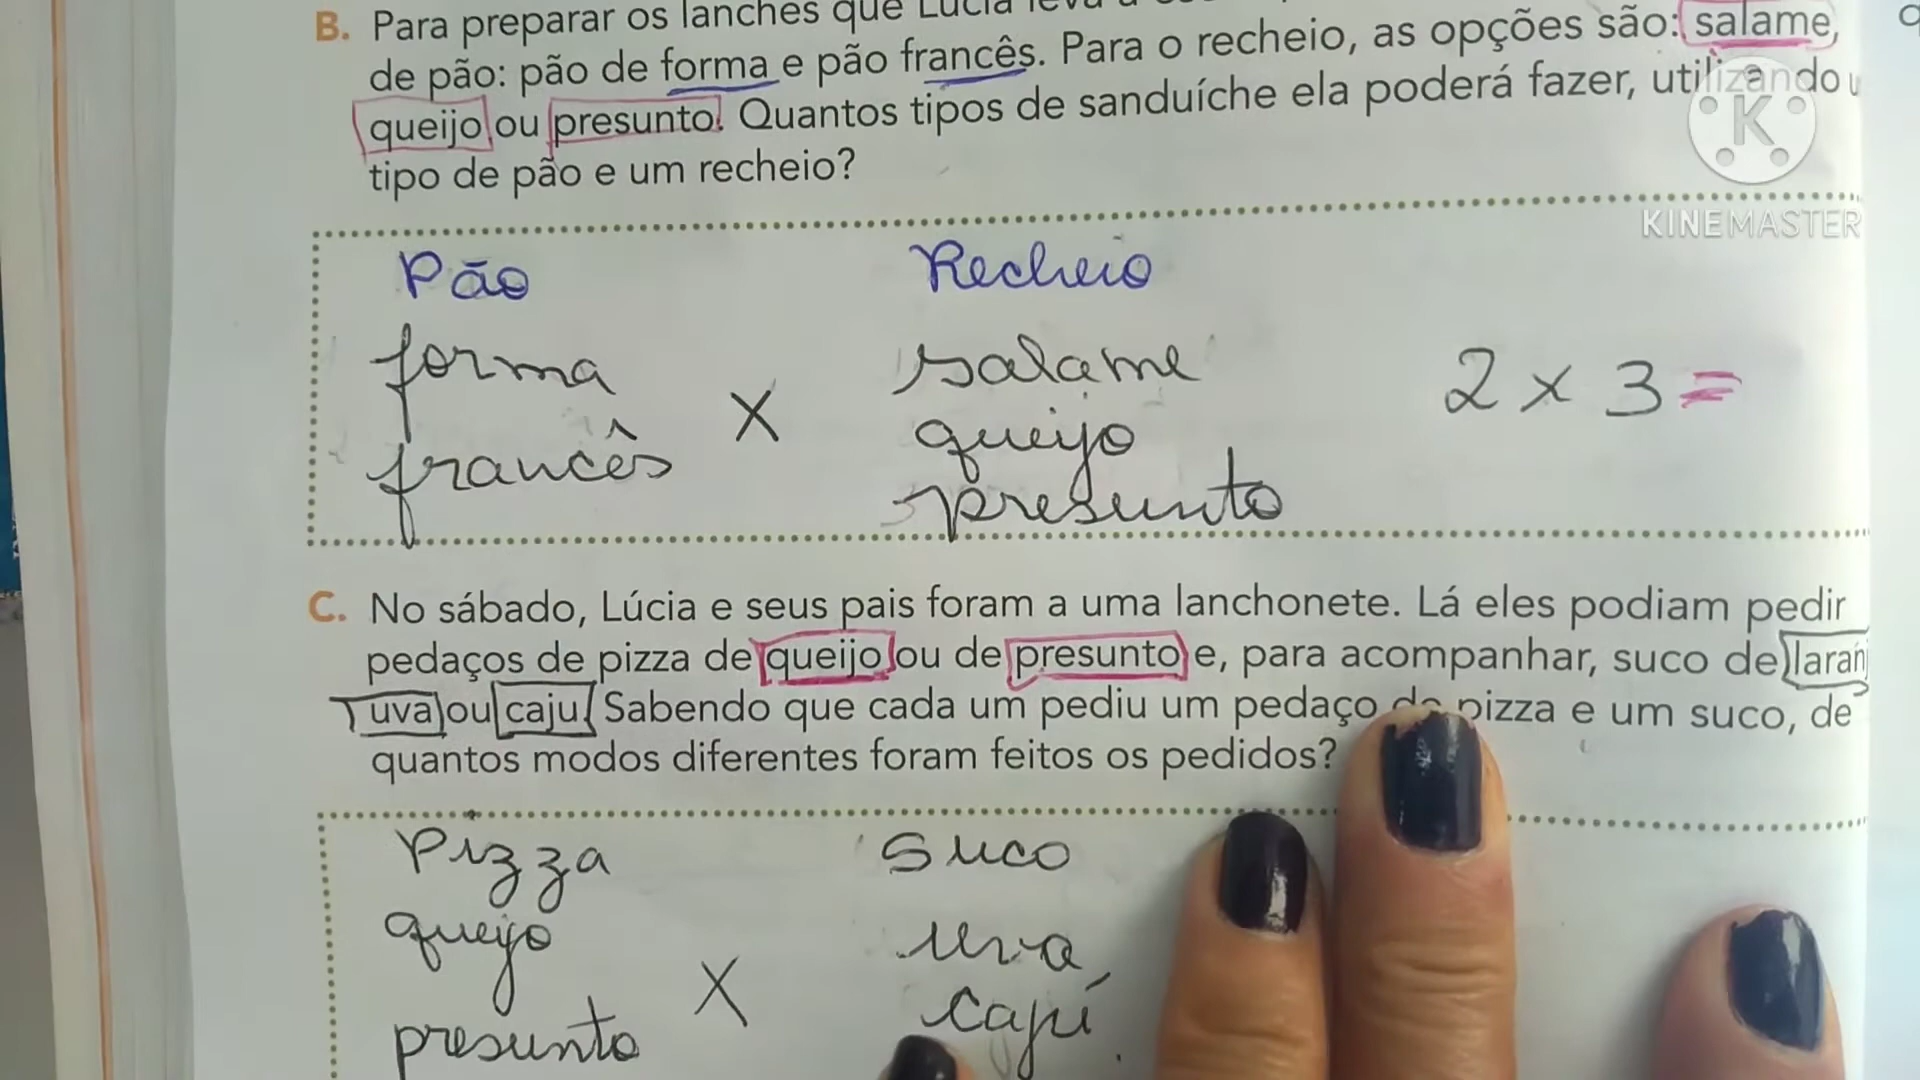 B. Para preparar os lanches que Lúcia
de pão: pão de forma e pão francês. Para o recheio, as opções são: salame,
queijo ou presunto. Quantos tipos de sanduíche ela poderá fazer, utilizando
tipo de pão e um recheio?
K
KINEMASTER
Pão Recheio
forma salame
X queijo 2 x 3 =
francês presunto
C. No sábado, Lúcia e seus pais foram a uma lanchonete. Lá eles podiam pedir
pedaços de pizza de queijo ou de presunto e, para acompanhar, suco de laranj
uva ou caju. Sabendo que cada um pediu um pedaço de pizza e um suco, de
quantos modos diferentes foram feitos os pedidos?
Pizza suco
queijo uva,
X caju
presunto